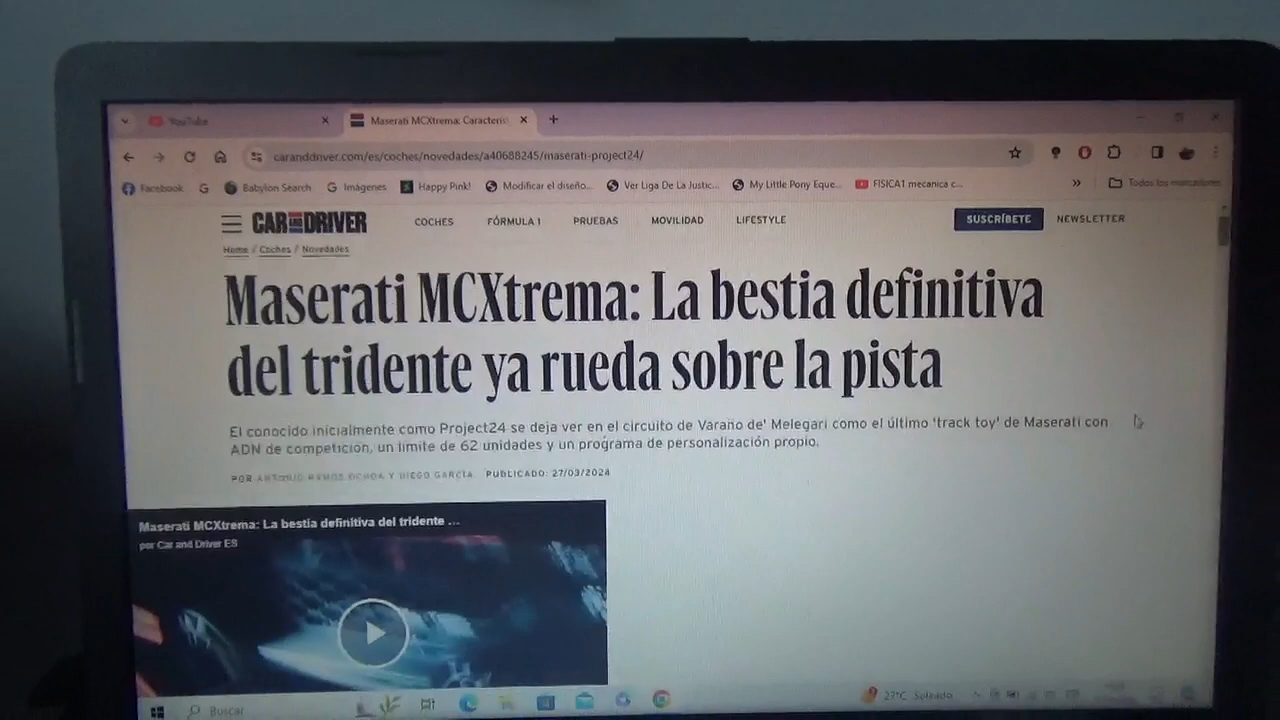 YouTube
Maserati MCXtrema: Caracterís
caranddriver.com/es/coches/novedades/a40688245/maserati-project24/
Facebook G Babylon Search Imágenes Happy Pink! Modificar el diseño... Ver Liga De La Justic... My Little Pony Eque... FISICA1 mecanica c... » Todos los marcadores
CAR AND DRIVER COCHES FÓRMULA 1 PRUEBAS MOVILIDAD LIFESTYLE SUSCRÍBETE NEWSLETTER
Home / Coches / Novedades
Maserati MCXtrema: La bestia definitiva
del tridente ya rueda sobre la pista
El conocido inicialmente como Project24 se deja ver en el circuito de Varano de' Melegari como el último 'track toy' de Maserati con
ADN de competición, un límite de 62 unidades y un programa de personalización propio.
POR ANTONIO RAMOS OCHOA Y DIEGO GARCÍA PUBLICADO: 27/03/2024
Maserati MCXtrema: La bestia definitiva del tridente ...
por Car and Driver ES
Buscar
23°C Soleado